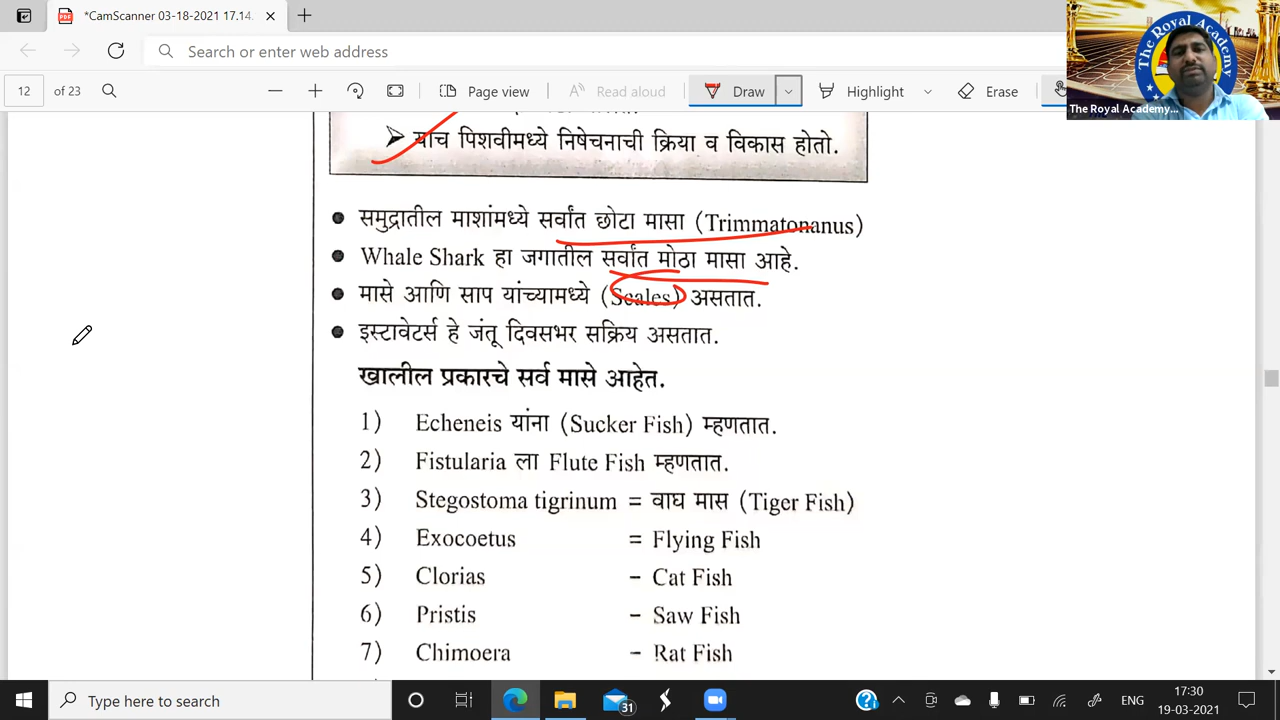 *CamScanner 03-18-2021 17.14.
Search or enter web address
12 of 23 Page view Read aloud Draw Highlight Erase
The Royal Academy
The Royal Academy...
याच पिशवीमध्ये निषेचनाची क्रिया व विकास होतो.
समुद्रातील माशांमध्ये सर्वांत छोटा मासा (Trimmatonanus)
Whale Shark हा जगातील सर्वांत मोठा मासा आहे.
मासे आणि साप यांच्यामध्ये (Scales) असतात.
इस्टावेटर्स हे जंतू दिवसभर सक्रिय असतात.
खालील प्रकारचे सर्व मासे आहेत.
1) Echeneis यांना (Sucker Fish) म्हणतात.
2) Fistularia ला Flute Fish म्हणतात.
3) Stegostoma tigrinum = वाघ मास (Tiger Fish)
4) Exocoetus = Flying Fish
5) Clorias – Cat Fish
6) Pristis – Saw Fish
7) Chimoera – Rat Fish
Type here to search
31
ENG
17:30
19-03-2021